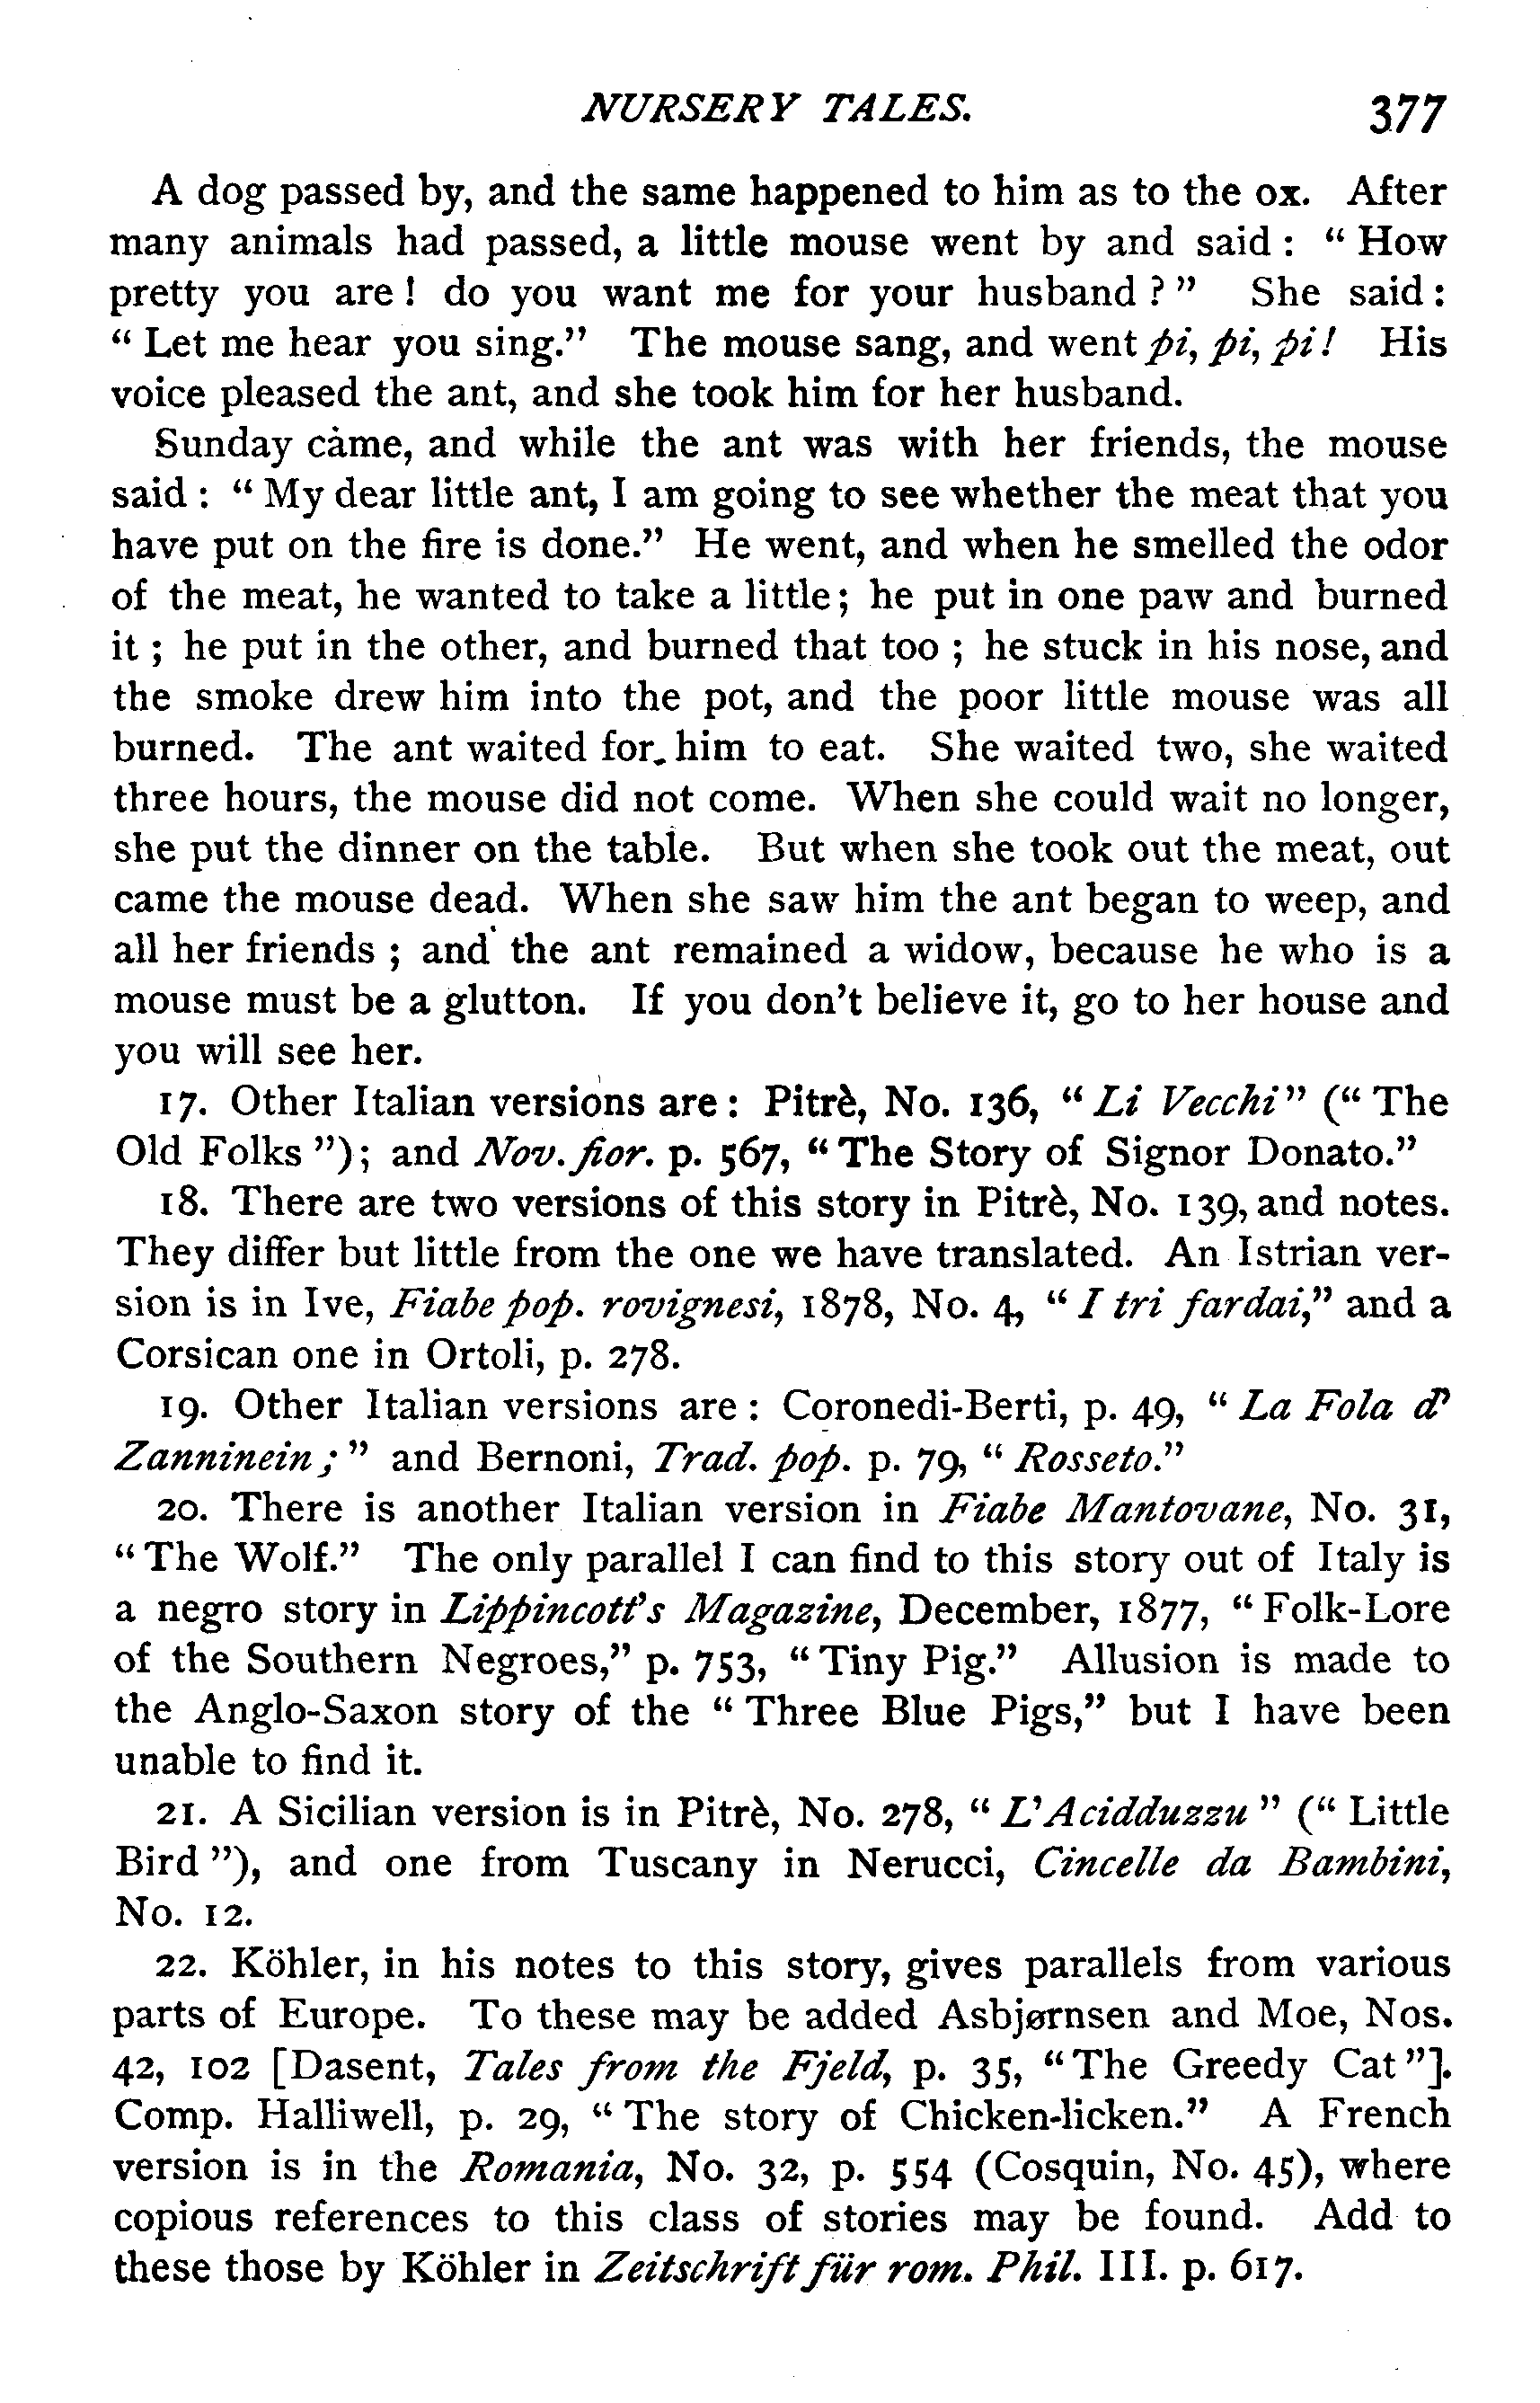 NURSERY TALES. 377
A dog passed by, and the same happened to him as to the ox. After
many animals had passed, a little mouse went by and said : “ How
pretty you are ! do you want me for your husband ? ” She said :
“ Let me hear you sing.” The mouse sang, and went pi, pi, pi ! His
voice pleased the ant, and she took him for her husband.
Sunday came, and while the ant was with her friends, the mouse
said : “ My dear little ant, I am going to see whether the meat that you
have put on the fire is done.” He went, and when he smelled the odor
of the meat, he wanted to take a little ; he put in one paw and burned
it ; he put in the other, and burned that too ; he stuck in his nose, and
the smoke drew him into the pot, and the poor little mouse was all
burned. The ant waited for him to eat. She waited two, she waited
three hours, the mouse did not come. When she could wait no longer,
she put the dinner on the table. But when she took out the meat, out
came the mouse dead. When she saw him the ant began to weep, and
all her friends ; and the ant remained a widow, because he who is a
mouse must be a glutton. If you don’t believe it, go to her house and
you will see her.
17. Other Italian versions are : Pitrè, No. 136, “ Li Vecchi ” (“ The
Old Folks ”) ; and Nov. fior. p. 567, “ The Story of Signor Donato.”
18. There are two versions of this story in Pitrè, No. 139, and notes.
They differ but little from the one we have translated. An Istrian ver-
sion is in Ive, Fiabe pop. rovignesi, 1878, No. 4, “ I tri fardai,” and a
Corsican one in Ortoli, p. 278.
19. Other Italian versions are : Coronedi-Berti, p. 49, “ La Fola d’
Zanninein ; ” and Bernoni, Trad. pop. p. 79, “ Rosseto.”
20. There is another Italian version in Fiabe Mantovane, No. 31,
“ The Wolf.” The only parallel I can find to this story out of Italy is
a negro story in Lippincott’s Magazine, December, 1877, “ Folk-Lore
of the Southern Negroes,” p. 753, “ Tiny Pig.” Allusion is made to
the Anglo-Saxon story of the “ Three Blue Pigs,” but I have been
unable to find it.
21. A Sicilian version is in Pitrè, No. 278, “ L’Acidduzzu ” (“ Little
Bird ”), and one from Tuscany in Nerucci, Cincelle da Bambini,
No. 12.
22. Köhler, in his notes to this story, gives parallels from various
parts of Europe. To these may be added Asbjørnsen and Moe, Nos.
42, 102 [Dasent, Tales from the Fjeld, p. 35, “ The Greedy Cat ”].
Comp. Halliwell, p. 29, “ The story of Chicken-licken.” A French
version is in the Romania, No. 32, p. 554 (Cosquin, No. 45), where
copious references to this class of stories may be found. Add to
these those by Köhler in Zeitschrift für rom. Phil. III. p. 617.